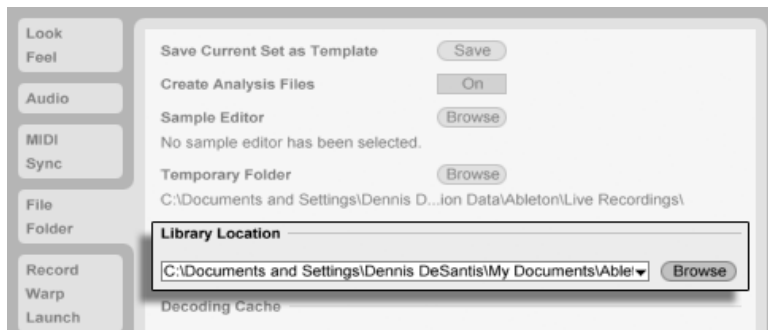 Look
Feel
Audio
MIDI
Sync
File
Folder
Record
Warp
Launch
Save Current Set as Template Save
Create Analysis Files On
Sample Editor Browse
No sample editor has been selected.
Temporary Folder Browse
C:\Documents and Settings\Dennis D...ion Data\Ableton\Live Recordings\
Library Location
C:\Documents and Settings\Dennis DeSantis\My Documents\Ablet Browse
Decoding Cache